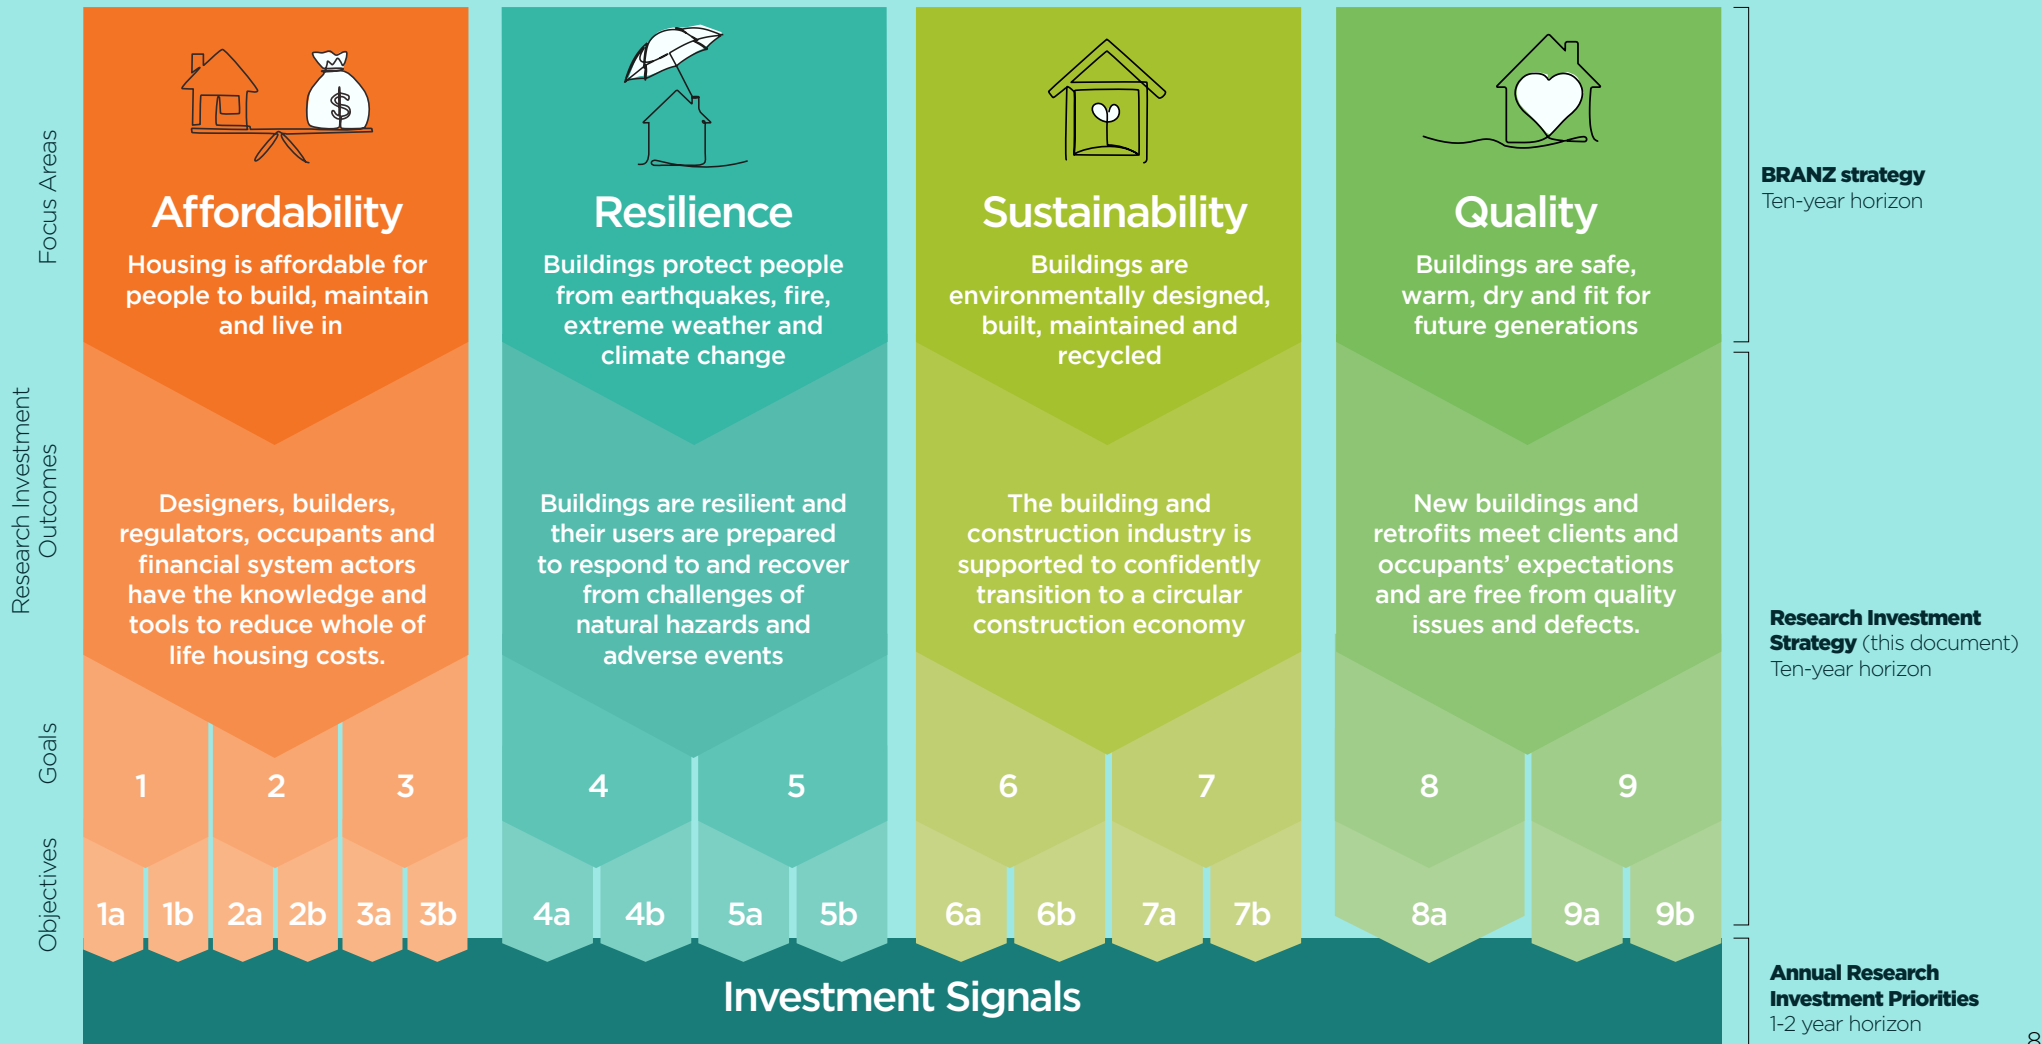 Focus Areas
Affordability
Housing is affordable for
people to build, maintain
and live in
Resilience
Buildings protect people
from earthquakes, fire,
extreme weather and
climate change
Sustainability
Buildings are
environmentally designed,
built, maintained and
recycled
Quality
Buildings are safe,
warm, dry and fit for
future generations
BRANZ strategy
Ten-year horizon
Research Investment
Outcomes
Designers, builders,
regulators, occupants and
financial system actors
have the knowledge and
tools to reduce whole of
life housing costs.
Buildings are resilient and
their users are prepared
to respond to and recover
from challenges of
natural hazards and
adverse events
The building and
construction industry is
supported to confidently
transition to a circular
construction economy
New buildings and
retrofits meet clients and
occupants’ expectations
and are free from quality
issues and defects.
Research Investment
Strategy (this document)
Ten-year horizon
Goals
1 2 3 4 5 6 7 8 9
Objectives
1a 1b 2a 2b 3a 3b 4a 4b 5a 5b 6a 6b 7a 7b 8a 9a 9b
Investment Signals
Annual Research
Investment Priorities
1-2 year horizon
8
$